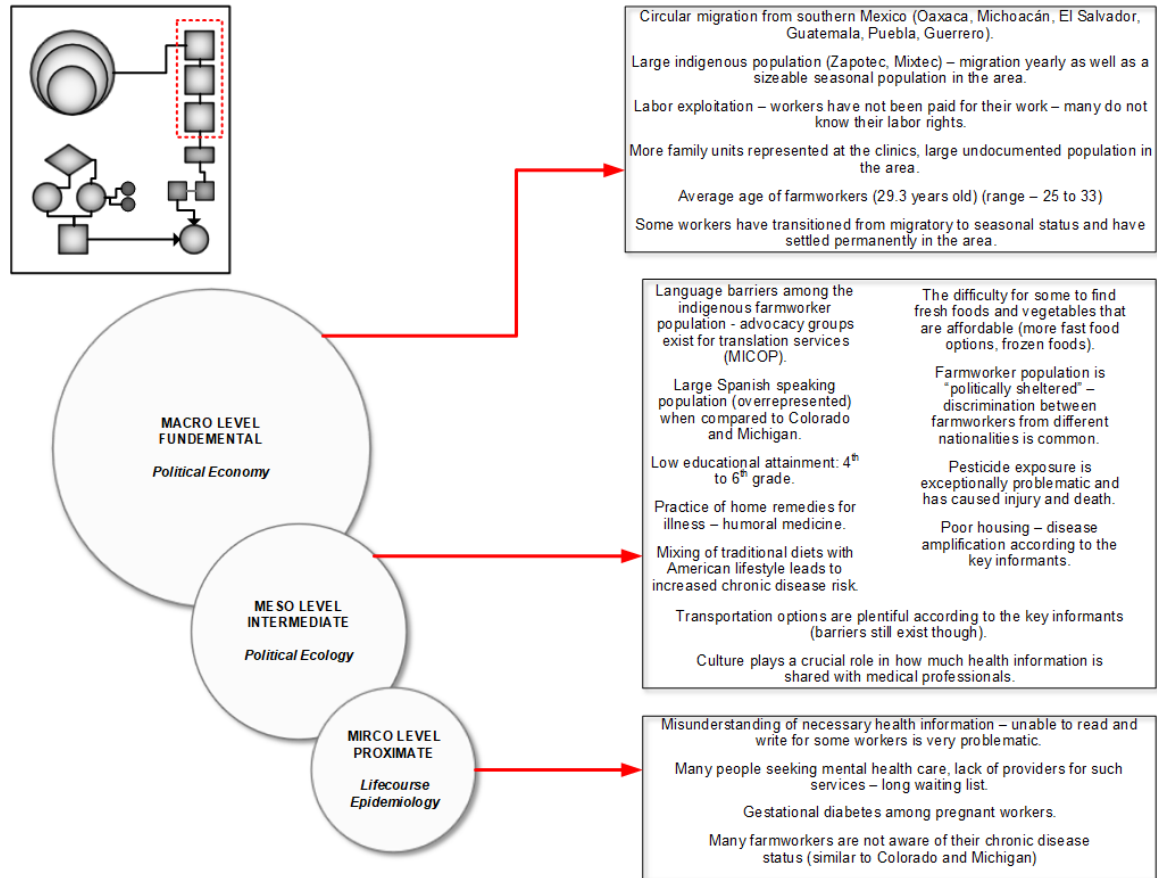 Circular migration from southern Mexico (Oaxaca, Michoacán, El Salvador,
Guatemala, Puebla, Guerrero).
Large indigenous population (Zapotec, Mixtec) – migration yearly as well as a
sizeable seasonal population in the area.
Labor exploitation – workers have not been paid for their work – many do not
know their labor rights.
More family units represented at the clinics, large undocumented population in
the area.
Average age of farmworkers (29.3 years old) (range – 25 to 33)
Some workers have transitioned from migratory to seasonal status and have
settled permanently in the area.
MACRO LEVEL
FUNDEMENTAL
Political Economy
Language barriers among the
indigenous farmworker
population - advocacy groups
exist for translation services
(MICOP).
Large Spanish speaking
population (overrepresented)
when compared to Colorado
and Michigan.
Low educational attainment: 4th
to 6th grade.
Practice of home remedies for
illness – humoral medicine.
Mixing of traditional diets with
American lifestyle leads to
increased chronic disease risk.
The difficulty for some to find
fresh foods and vegetables that
are affordable (more fast food
options, frozen foods).
Farmworker population is
“politically sheltered” –
discrimination between
farmworkers from different
nationalities is common.
Pesticide exposure is
exceptionally problematic and
has caused injury and death.
Poor housing – disease
amplification according to the
key informants.
Transportation options are plentiful according to the key informants
(barriers still exist though).
Culture plays a crucial role in how much health information is
shared with medical professionals.
MESO LEVEL
INTERMEDIATE
Political Ecology
MIRCO LEVEL
PROXIMATE
Lifecourse
Epidemiology
Misunderstanding of necessary health information – unable to read and
write for some workers is very problematic.
Many people seeking mental health care, lack of providers for such
services – long waiting list.
Gestational diabetes among pregnant workers.
Many farmworkers are not aware of their chronic disease
status (similar to Colorado and Michigan)